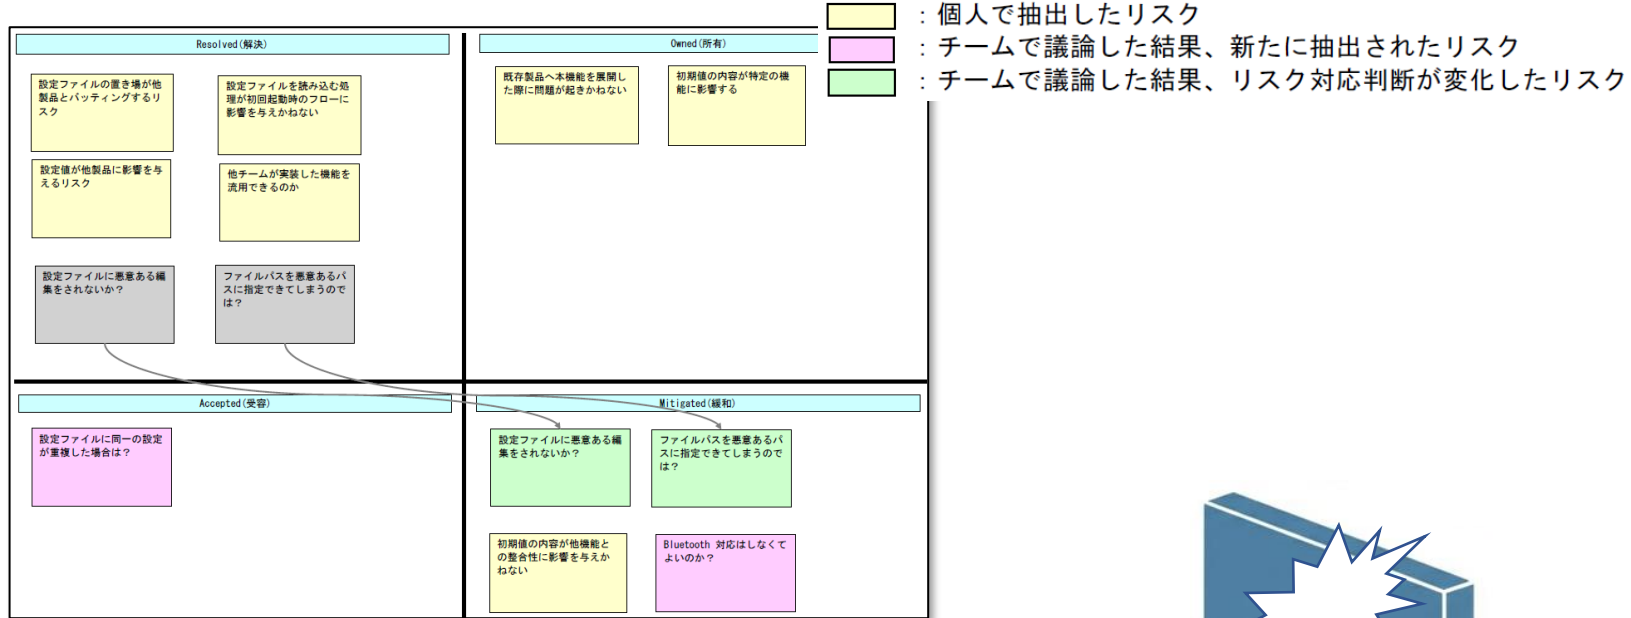 ：個人で抽出したリスク
：チームで議論した結果、新たに抽出されたリスク
：チームで議論した結果、リスク対応判断が変化したリスク
Resolved(解決)
設定ファイルの置き場が他
製品とバッティングするリ
スク
設定ファイルを読み込む処
理が初回起動時のフローに
影響を与えかねない
設定値が他製品に影響を与
えるリスク
他チームが実装した機能を
流用できるのか
設定ファイルに悪意ある編
集をされないか？
ファイルパスを悪意あるパ
スに指定できてしまうので
は？
Owned(所有)
既存製品へ本機能を展開し
た際に問題が起きかねない
初期値の内容が特定の機
能に影響する
Accepted(受容)
設定ファイルに同一の設定
が重複した場合は？
Mitigated(緩和)
設定ファイルに悪意ある編
集をされないか？
ファイルパスを悪意あるパ
スに指定できてしまうので
は？
初期値の内容が他機能と
の整合性に影響を与えか
ねない
Bluetooth 対応はしなくて
よいのか？